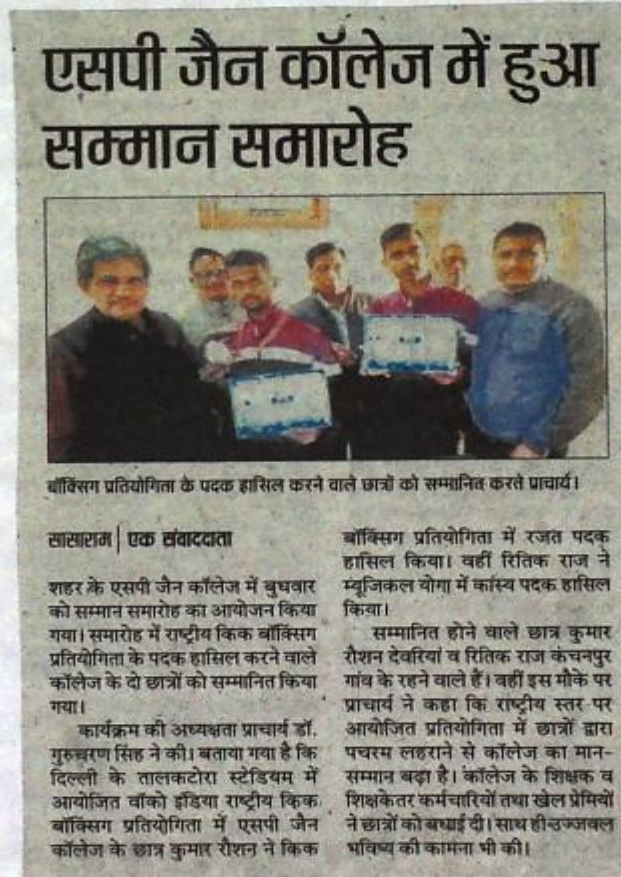 एसपी जैन कॉलेज में हुआ
सम्मान समारोह
बॉक्सिग प्रतियोगिता के पदक हासिल करने वाले छात्रों को सम्मानित करते प्राचार्य।
सासाराम | एक संवाददाता
शहर के एसपी जैन कॉलेज में बुधवार
को सम्मान समारोह का आयोजन किया
गया। समारोह में राष्ट्रीय किक बॉक्सिंग
प्रतियोगिता के पदक हासिल करने वाले
कॉलेज के दो छात्रों को सम्मानित किया
गया।
कार्यक्रम की अध्यक्षता प्राचार्य डॉ.
गुरुचरण सिंह ने की। बताया गया है कि
दिल्ली के तालकटोरा स्टेडियम में
आयोजित वॉको इंडिया राष्ट्रीय किक
बॉक्सिंग प्रतियोगिता में एसपी जैन
कॉलेज के छात्र कुमार रौशन ने किक
बॉक्सिंग प्रतियोगिता में रजत पदक
हासिल किया। वहीं रितिक राज ने
म्यूजिकल योगा में कांस्य पदक हासिल
किया।
सम्मानित होने वाले छात्र कुमार
रौशन देवरियां व रितिक राज कंचनपुर
गांव के रहने वाले हैं। वहीं इस मौके पर
प्राचार्य ने कहा कि राष्ट्रीय स्तर पर
आयोजित प्रतियोगिता में छात्रों द्वारा
पचरम लहराने से कॉलेज का मान-
सम्मान बढ़ा है। कॉलेज के शिक्षक व
शिक्षकेतर कर्मचारियों तथा खेल प्रेमियों
ने छात्रों को बधाई दी। साथ ही उज्जवल
भविष्य की कामना भी की।